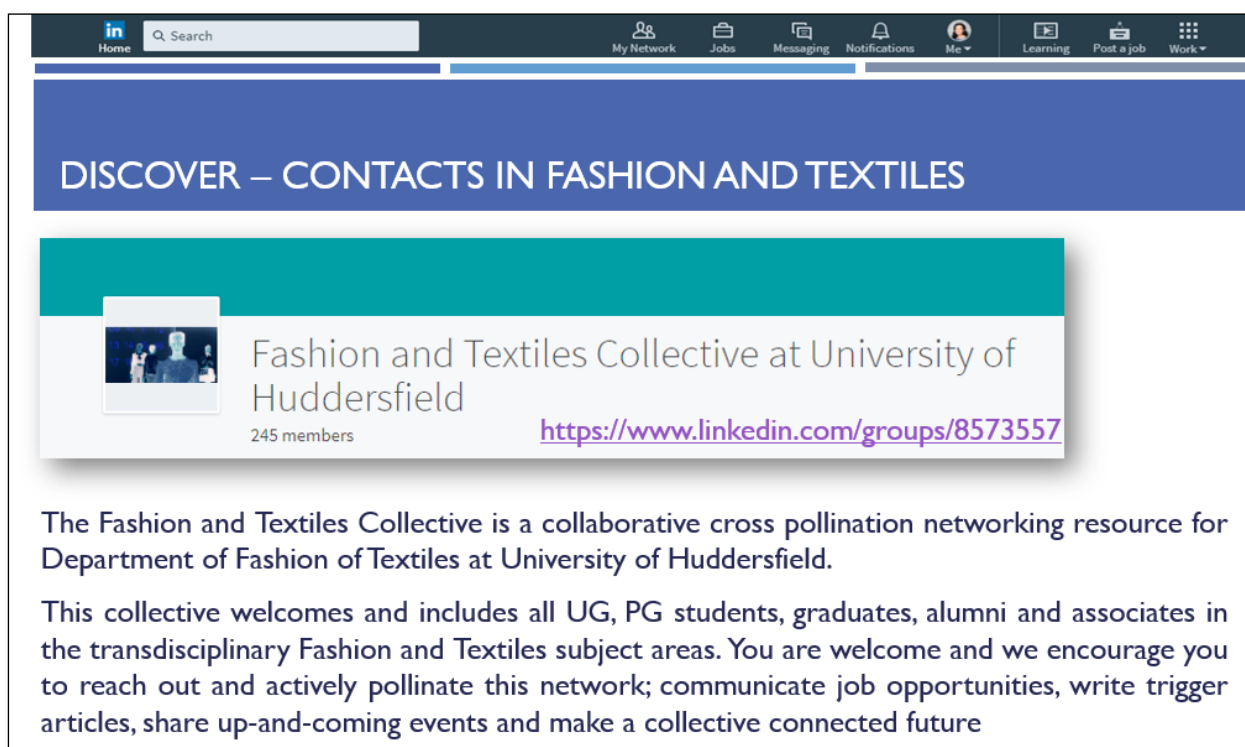 in
Home
Search
My Network
Jobs
Messaging
Notifications
Me
Learning
Post a job
Work
DISCOVER – CONTACTS IN FASHION AND TEXTILES
Fashion and Textiles Collective at University of
Huddersfield
245 members
https://www.linkedin.com/groups/8573557
The Fashion and Textiles Collective is a collaborative cross pollination networking resource for
Department of Fashion of Textiles at University of Huddersfield.
This collective welcomes and includes all UG, PG students, graduates, alumni and associates in
the transdisciplinary Fashion and Textiles subject areas. You are welcome and we encourage you
to reach out and actively pollinate this network; communicate job opportunities, write trigger
articles, share up-and-coming events and make a collective connected future